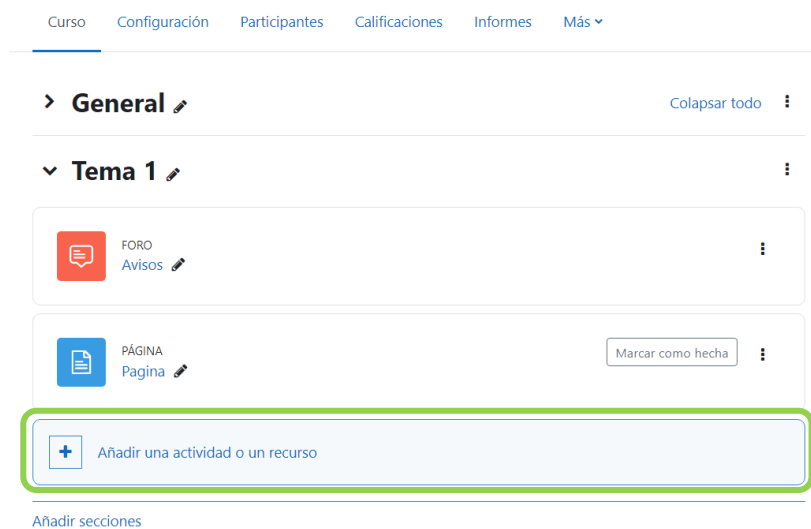 Curso Configuración Participantes Calificaciones Informes Más
General Colapsar todo
Tema 1
FORO
Avisos
PÁGINA
Pagina
Marcar como hecha
Añadir una actividad o un recurso
Añadir secciones